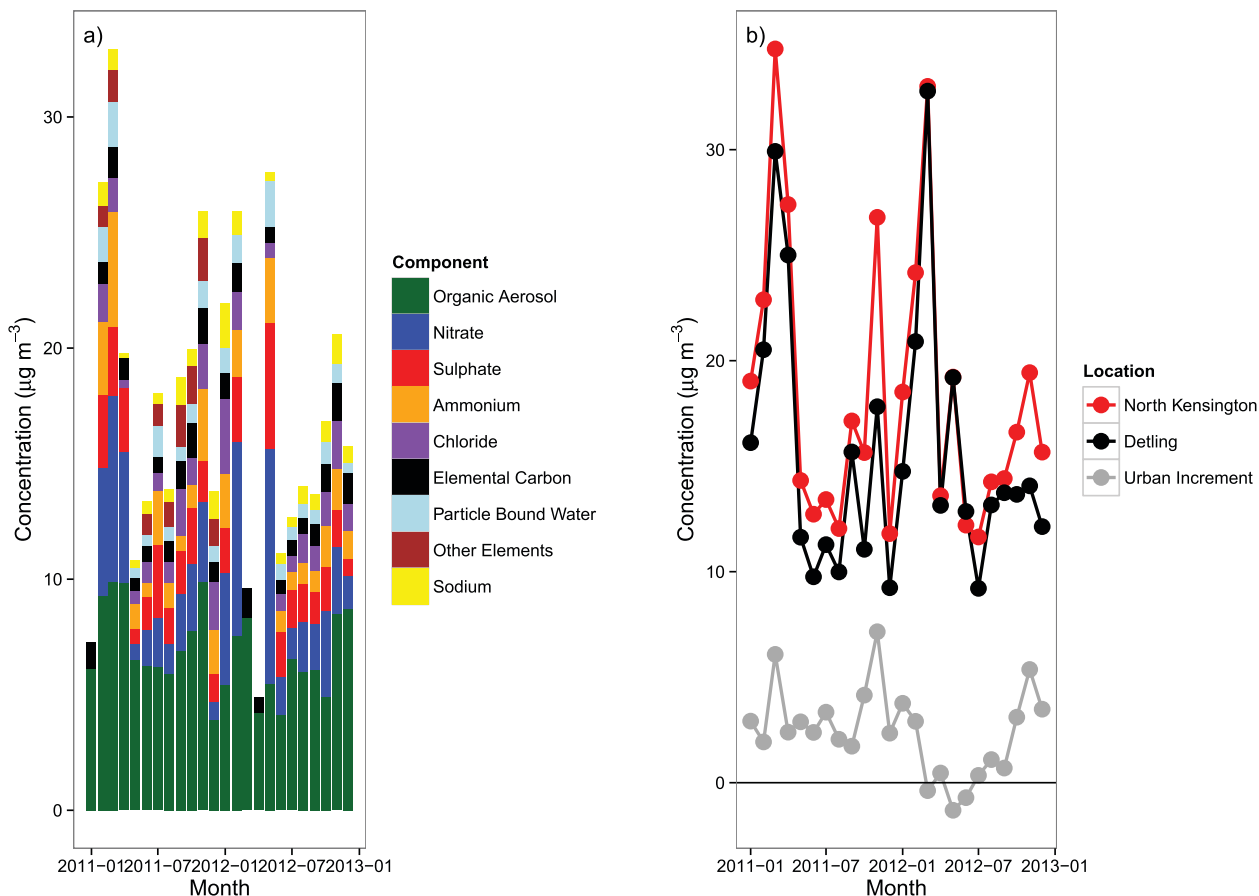 a)
30
20
10
0
Concentration (µg m−3)
2011−01
2011−07
2012−01
2012−07
2013−01
Month
Component
Organic Aerosol
Nitrate
Sulphate
Ammonium
Chloride
Elemental Carbon
Particle Bound Water
Other Elements
Sodium
b)
30
20
10
0
Concentration (µg m−3)
2011−01
2011−07
2012−01
2012−07
2013−01
Month
Location
North Kensington
Detling
Urban Increment